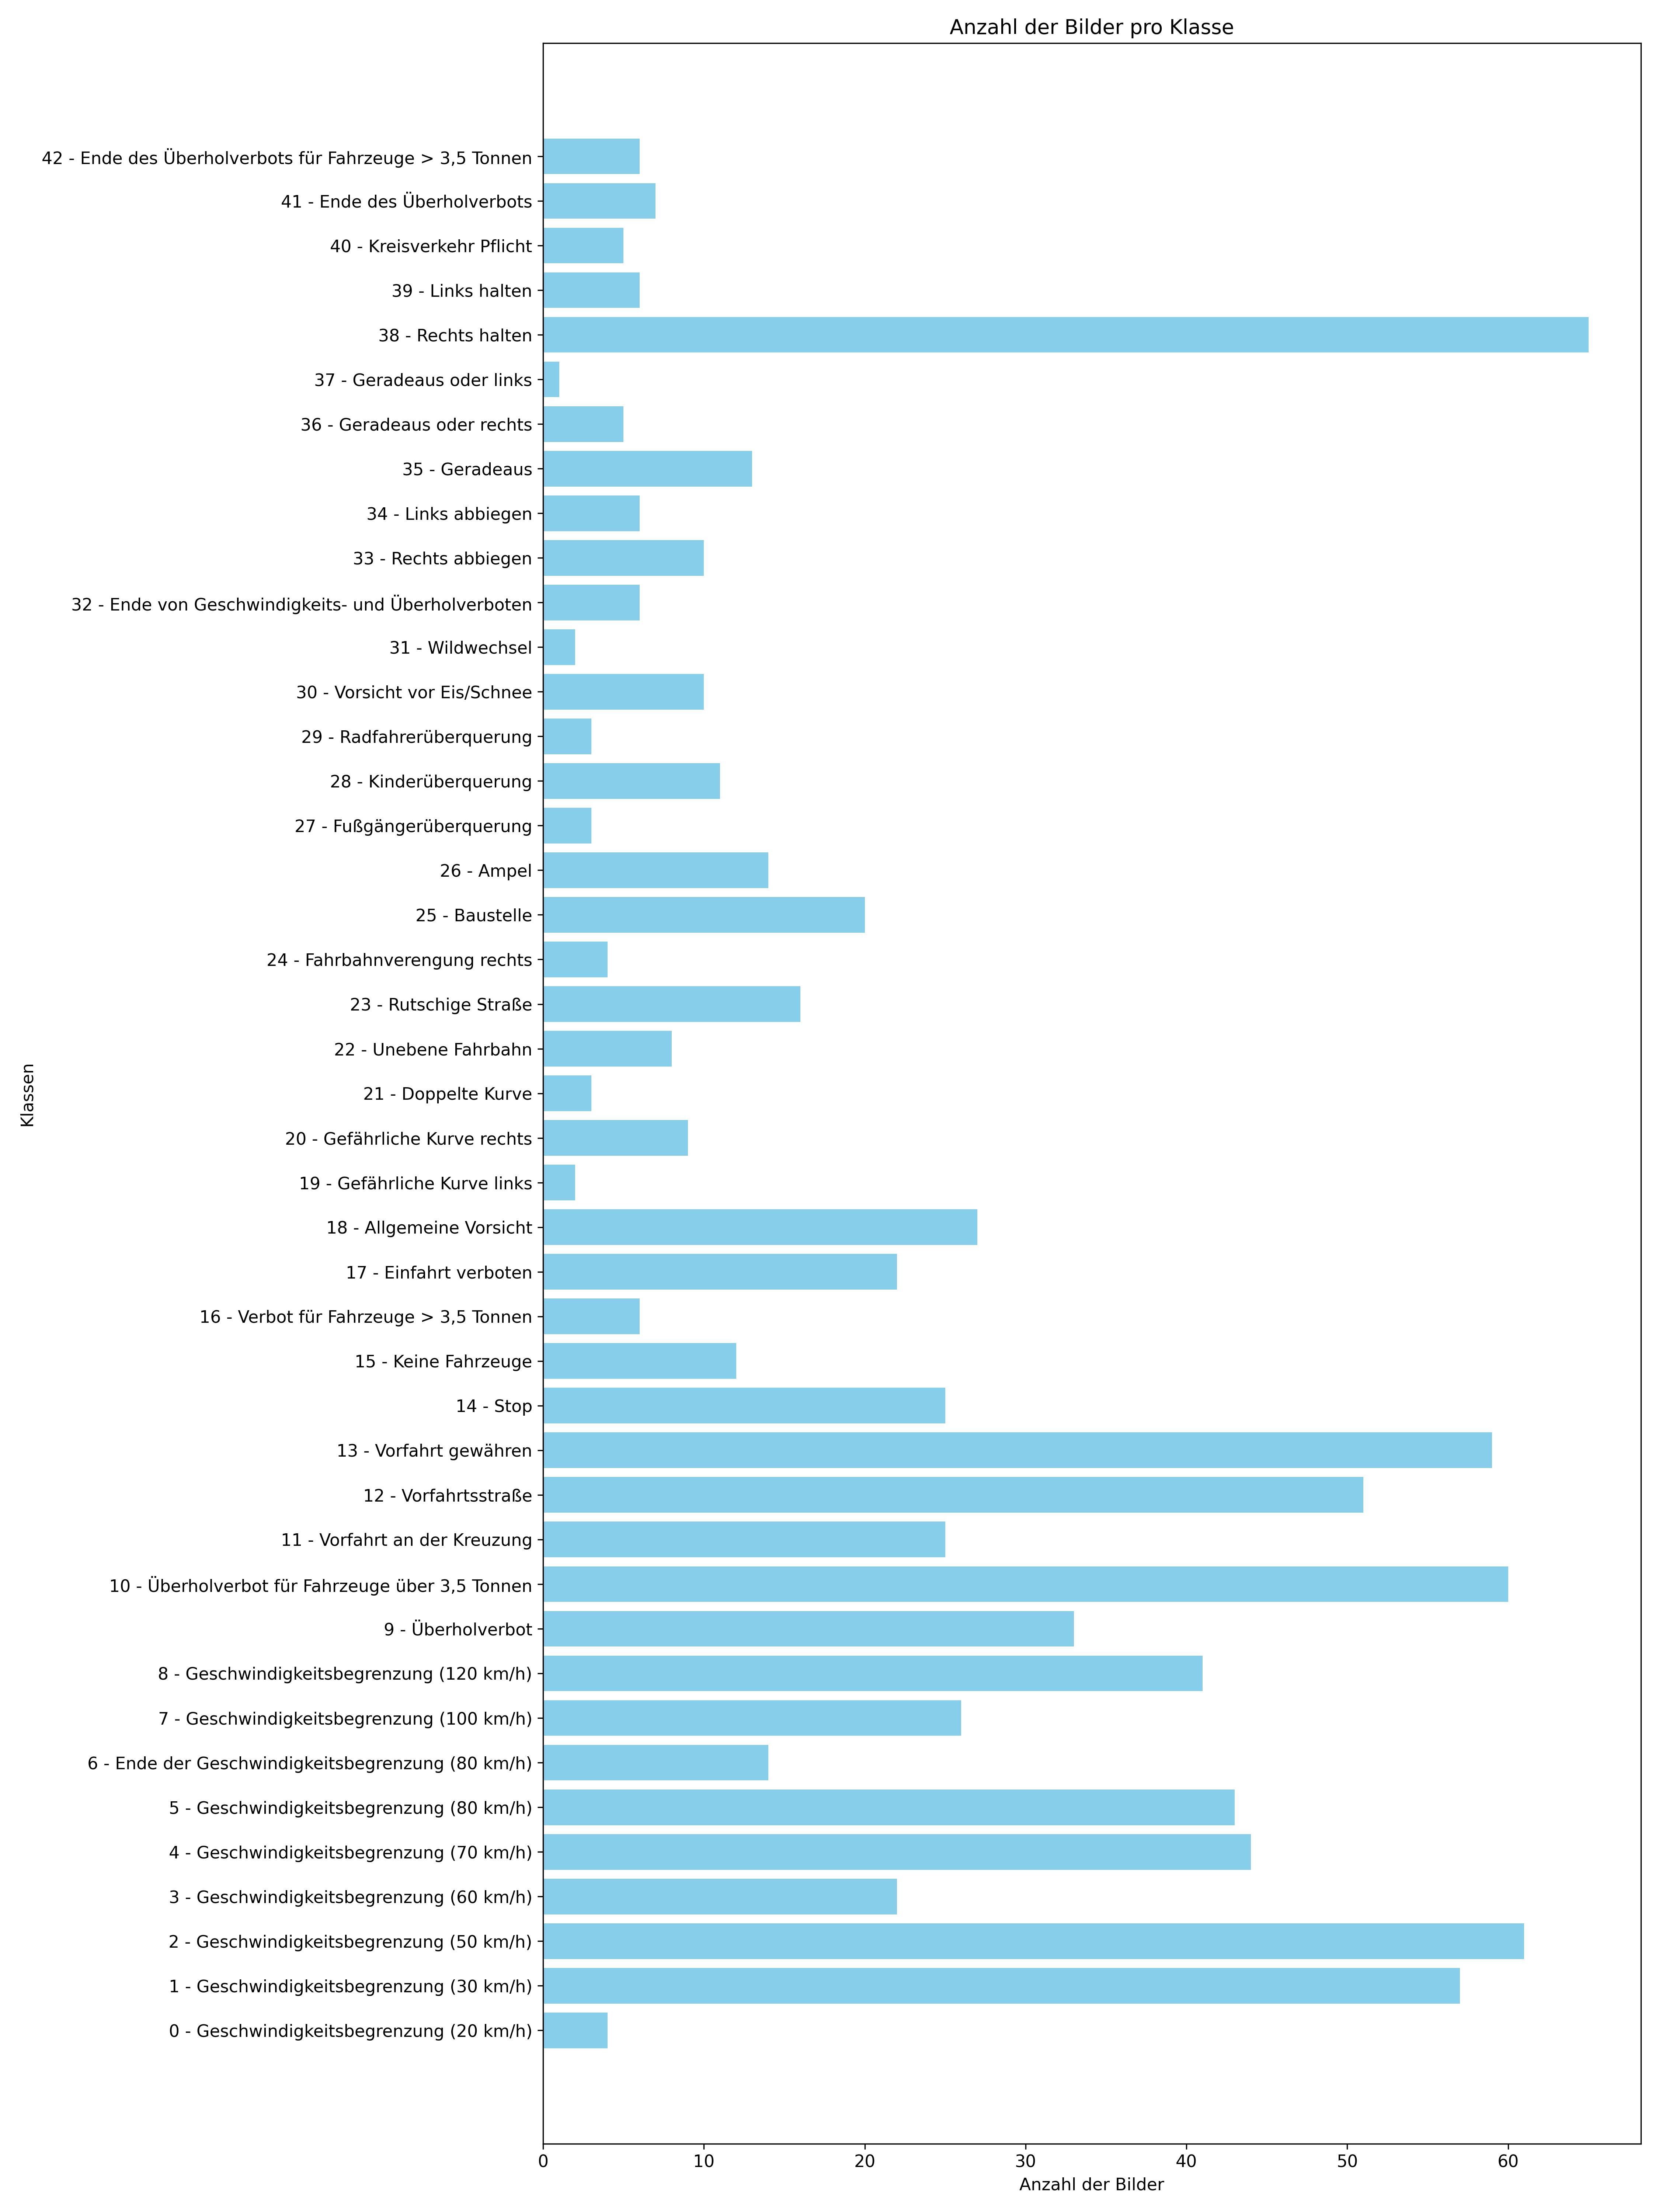 Anzahl der Bilder pro Klasse
42 - Ende des Überholverbots für Fahrzeuge > 3,5 Tonnen
41 - Ende des Überholverbots
40 - Kreisverkehr Pflicht
39 - Links halten
38 - Rechts halten
37 - Geradeaus oder links
36 - Geradeaus oder rechts
35 - Geradeaus
34 - Links abbiegen
33 - Rechts abbiegen
32 - Ende von Geschwindigkeits- und Überholverboten
31 - Wildwechsel
30 - Vorsicht vor Eis/Schnee
29 - Radfahrerüberquerung
28 - Kinderüberquerung
27 - Fußgängerüberquerung
26 - Ampel
25 - Baustelle
24 - Fahrbahnverengung rechts
23 - Rutschige Straße
22 - Unebene Fahrbahn
21 - Doppelte Kurve
20 - Gefährliche Kurve rechts
19 - Gefährliche Kurve links
18 - Allgemeine Vorsicht
17 - Einfahrt verboten
16 - Verbot für Fahrzeuge > 3,5 Tonnen
15 - Keine Fahrzeuge
14 - Stop
13 - Vorfahrt gewähren
12 - Vorfahrtsstraße
11 - Vorfahrt an der Kreuzung
10 - Überholverbot für Fahrzeuge über 3,5 Tonnen
9 - Überholverbot
8 - Geschwindigkeitsbegrenzung (120 km/h)
7 - Geschwindigkeitsbegrenzung (100 km/h)
6 - Ende der Geschwindigkeitsbegrenzung (80 km/h)
5 - Geschwindigkeitsbegrenzung (80 km/h)
4 - Geschwindigkeitsbegrenzung (70 km/h)
3 - Geschwindigkeitsbegrenzung (60 km/h)
2 - Geschwindigkeitsbegrenzung (50 km/h)
1 - Geschwindigkeitsbegrenzung (30 km/h)
0 - Geschwindigkeitsbegrenzung (20 km/h)
Klassen
0 10 20 30 40 50 60
Anzahl der Bilder